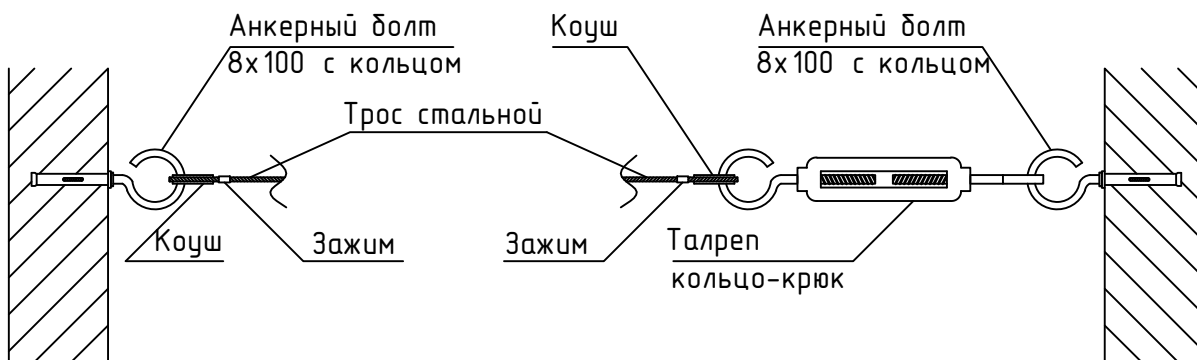 Анкерный болт
8х100 с кольцом
Коуш
Анкерный болт
8х100 с кольцом
Трос стальной
Коуш
Зажим
Зажим
Талреп
кольцо-крюк